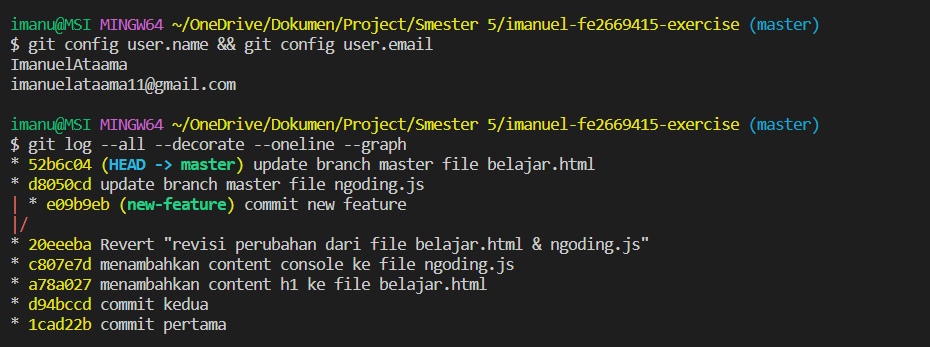 imanu@MSI MINGW64 ~/OneDrive/Dokumen/Project/Smester 5/imanuel-fe2669415-exercise (master)
$ git config user.name && git config user.email
ImanuelAtaama
imanuelataama11@gmail.com
imanu@MSI MINGW64 ~/OneDrive/Dokumen/Project/Smester 5/imanuel-fe2669415-exercise (master)
$ git log --all --decorate --oneline --graph
* 52b6c04 (HEAD -> master) update branch master file belajar.html
* d8050cd update branch master file ngoding.js
| * e09b9eb (new-feature) commit new feature
|/
* 20eeeba Revert "revisi perubahan dari file belajar.html & ngoding.js"
* c807e7d menambahkan content console ke file ngoding.js
* a78a027 menambahkan content h1 ke file belajar.html
* d94bccd commit kedua
* 1cad22b commit pertama